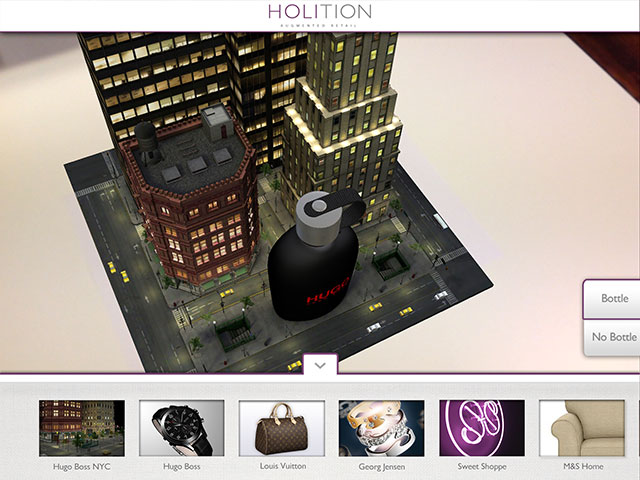 HOLITION
AUGMENTED RETAIL
HUGO
Bottle
No Bottle
Hugo Boss NYC
Hugo Boss
Louis Vuitton
Georg Jensen
Sweet Shoppe
M&S Home